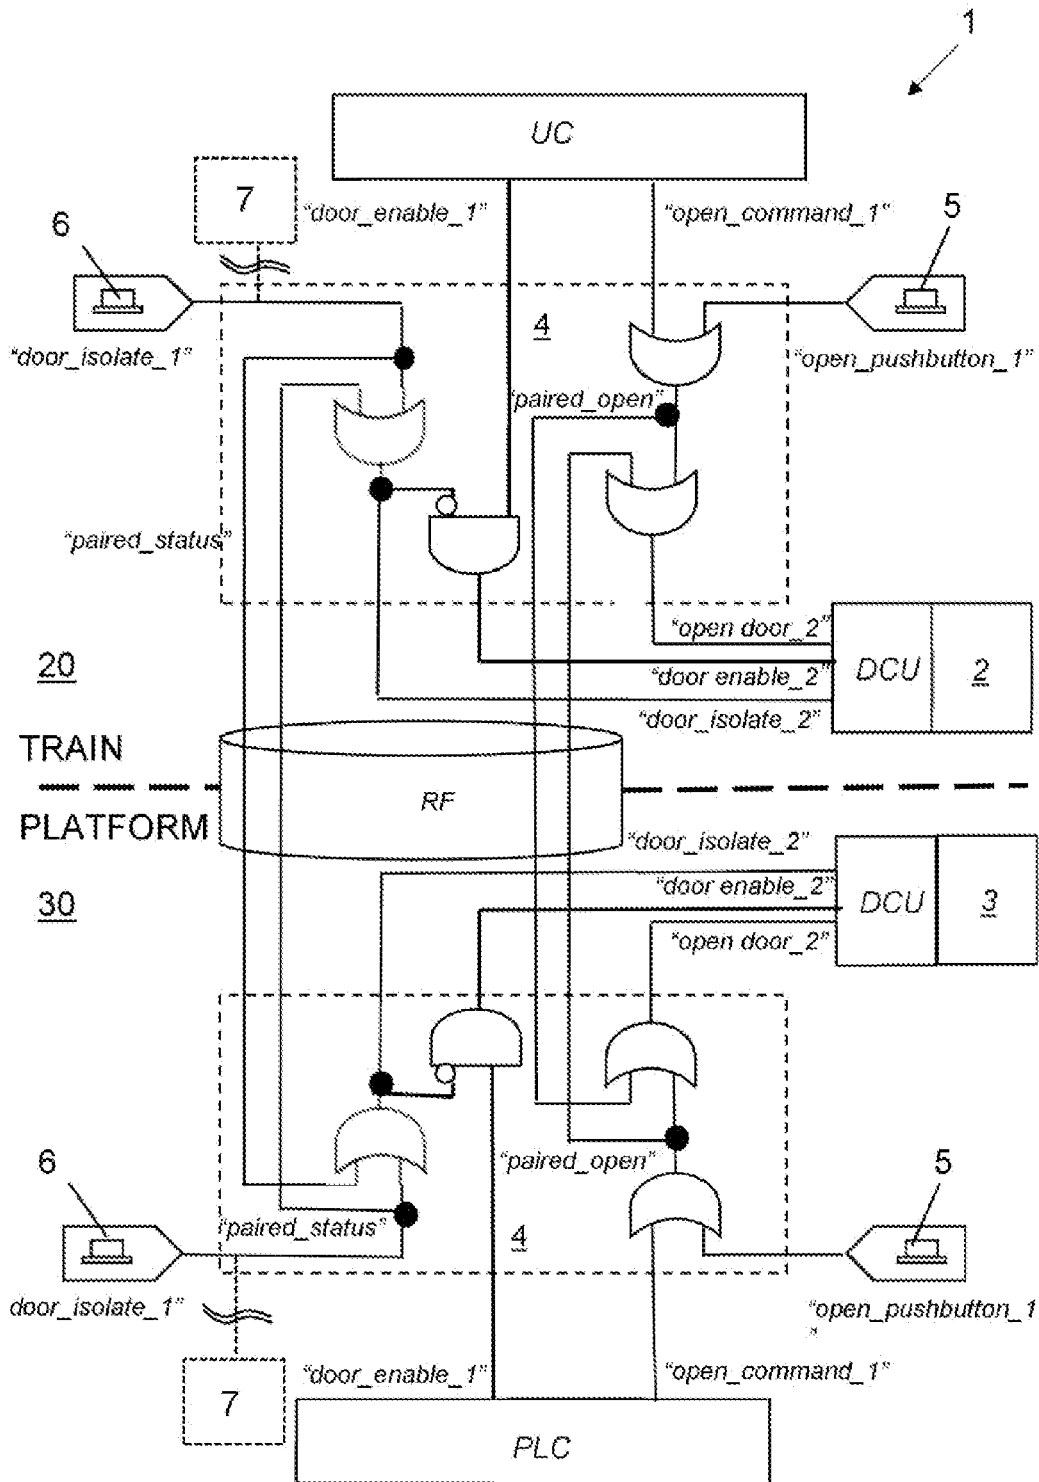 1
UC
7
"door_enable_1"
"open_command_1"
6
5
4
"door_isolate_1"
"open_pushbutton_1"
"paired_open"
"paired_status"
"open door_2"
20
"door enable_2"
DCU
2
"door_isolate_2"
TRAIN
RF
PLATFORM
"door_isolate_2"
30
"door enable_2"
DCU
3
"open door_2"
6
"paired_open"
5
"paired_status"
4
door_isolate_1"
"open_pushbutton_1
"
7
"door_enable_1"
"open_command_1"
PLC